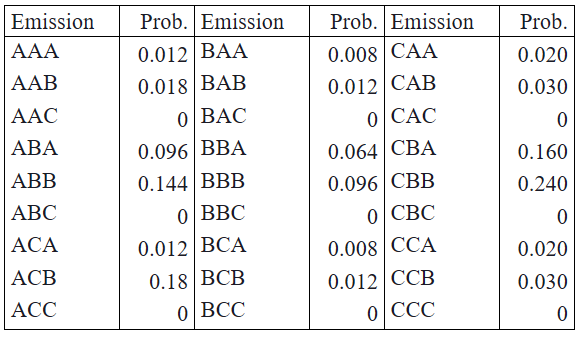 Emission Prob. Emission Prob. Emission Prob.
AAA 0.012 BAA 0.008 CAA 0.020
AAB 0.018 BAB 0.012 CAB 0.030
AAC 0 BAC 0 CAC 0
ABA 0.096 BBA 0.064 CBA 0.160
ABB 0.144 BBB 0.096 CBB 0.240
ABC 0 BBC 0 CBC 0
ACA 0.012 BCA 0.008 CCA 0.020
ACB 0.18 BCB 0.012 CCB 0.030
ACC 0 BCC 0 CCC 0